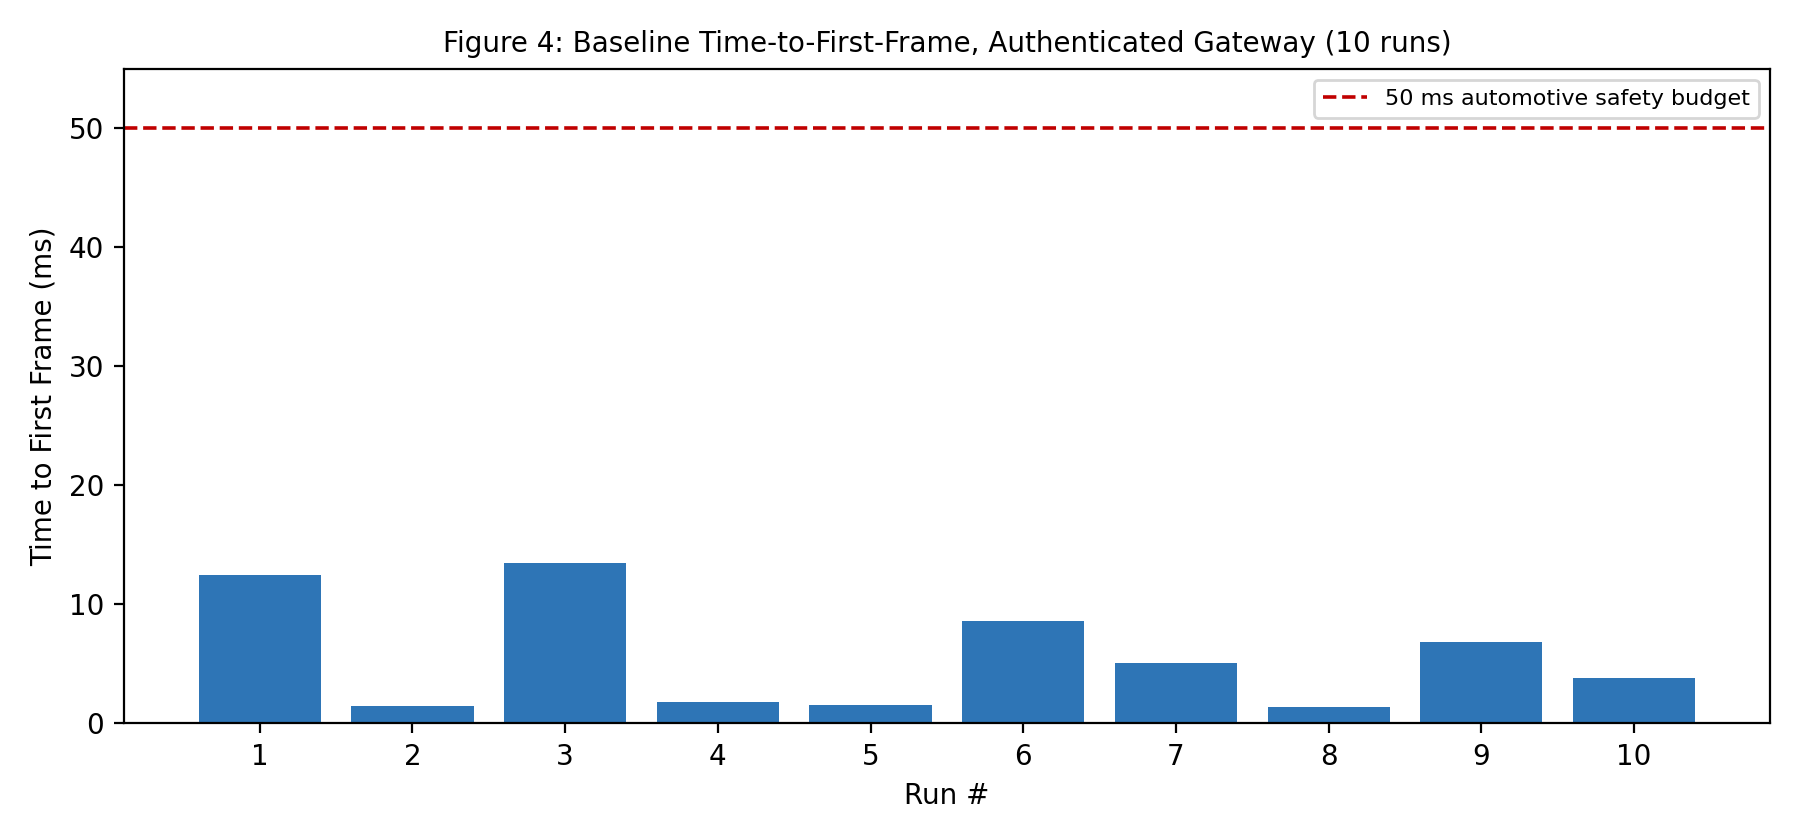 Figure 4: Baseline Time-to-First-Frame, Authenticated Gateway (10 runs)
50 ms automotive safety budget
Time to First Frame (ms)
50
40
30
20
10
0
1 2 3 4 5 6 7 8 9 10
Run #